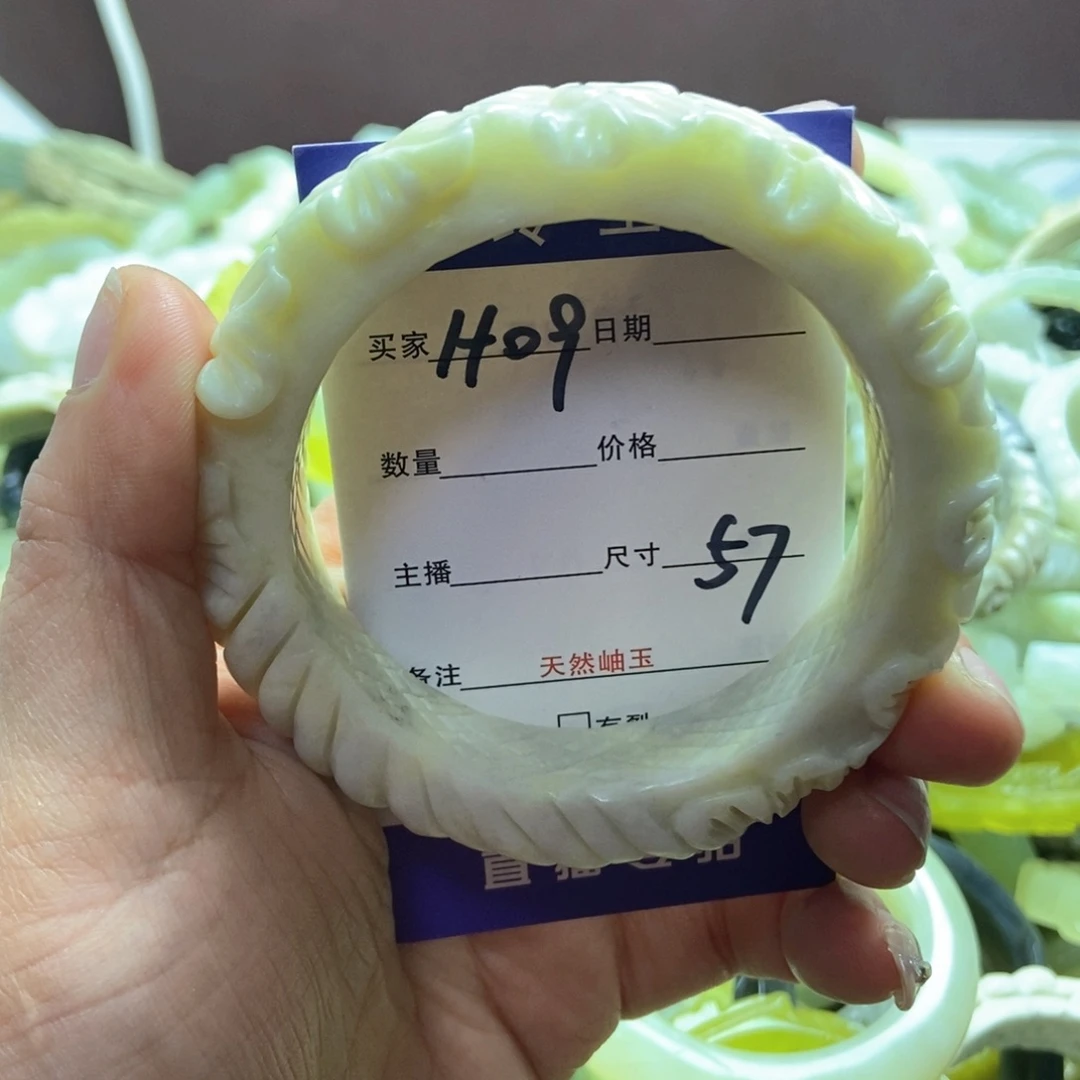 买家 H09 日期
数量 价格
主播 尺寸 57
备注 天然岫玉